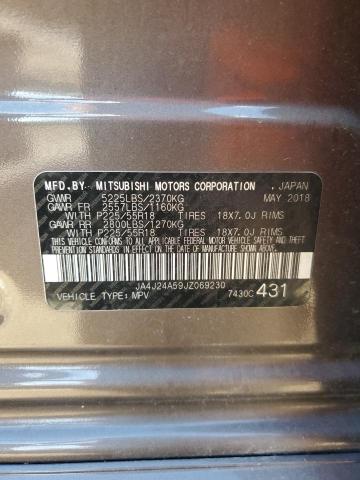 MFD.BY MITSUBISHI MOTORS CORPORATION, JAPAN
GVWR 5225LBS/2370KG MAY 2018
GAWR FR 2557LBS/1160KG
WITH P225/55R18 TIRES 18X7.0J RIMS
GAWR RR 2800LBS/1270KG
WITH P225/55R18 TIRES 18X7.0J RIMS
THIS VEHICLE CONFORMS TO ALL APPLICABLE
FEDERAL MOTOR VEHICLE SAFETY AND THEFT
PREVENTION STANDARDS IN EFFECT ON THE DATE
OF MANUFACTURE SHOWN ABOVE.
JA4J24A59JZ069230
VEHICLE TYPE: MPV 7430C 431